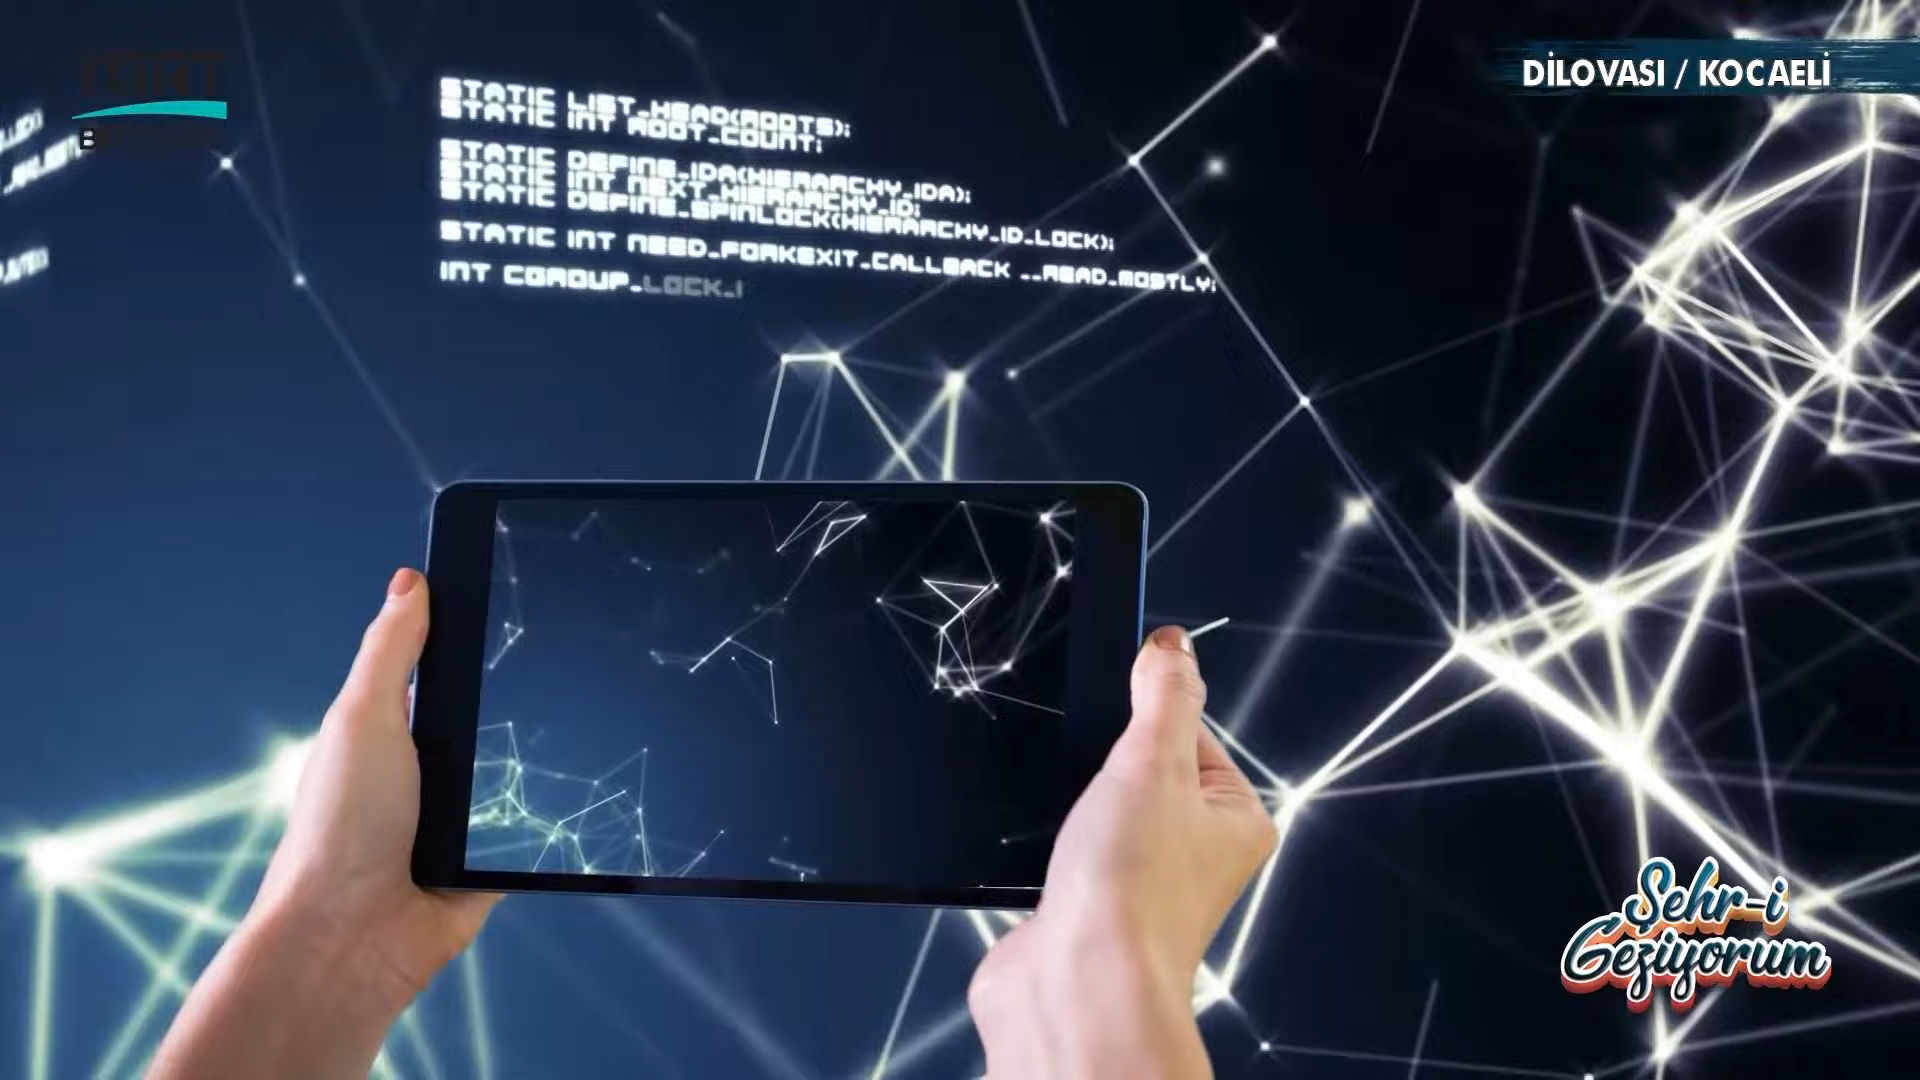 DİLOVASI / KOCAELİ
STATIC LIST_HEAD(ROOTS);
STATIC INT ROOT_COUNT;
STATIC DEFINE_IDA(HIERARCHY_IDA);
STATIC INT NEXT_HIERARCHY_ID;
STATIC DEFINE_SPINLOCK(HIERARCHY_ID_LOCK);
STATIC INT NEED_FORKEXIT_CALLBACK __READ_MOSTLY;
INT CGROUP_LOCK_I
Şehr-i
Geziyorum